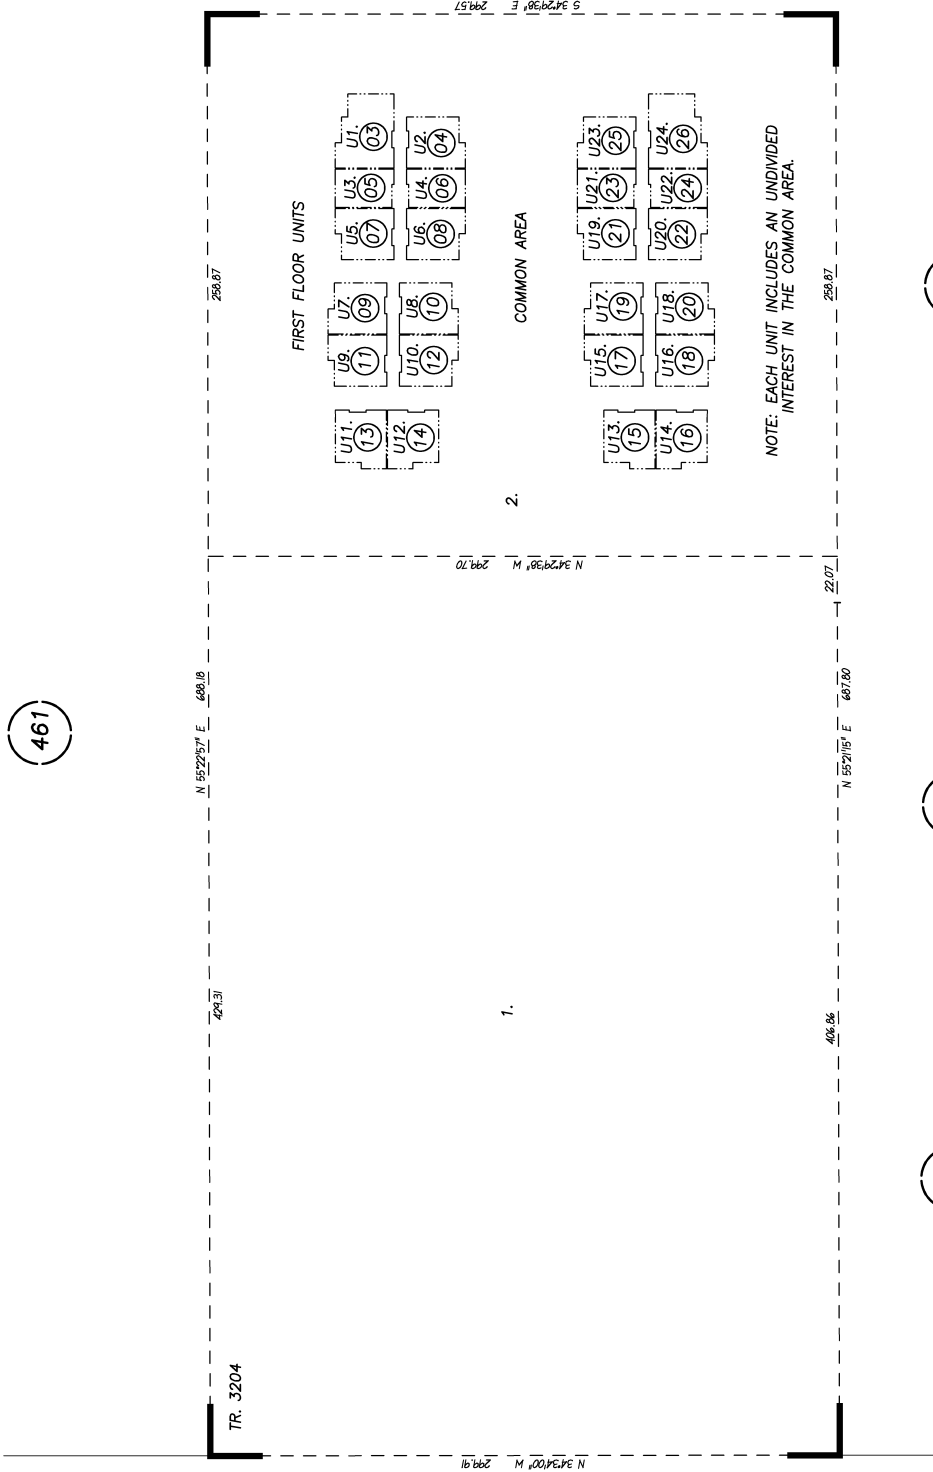 S 34°29'38" E 299.57
258.87
258.87
FIRST FLOOR UNITS
U1.
03
U2.
04
U3.
05
U4.
06
U5.
07
U6.
08
U7.
09
U8.
10
U9.
11
U10.
12
U11.
13
U12.
14
COMMON AREA
U23.
25
U24.
26
U21.
23
U22.
24
U19.
21
U20.
22
U17.
19
U18.
20
U15.
17
U16.
18
U13.
15
U14.
16
NOTE: EACH UNIT INCLUDES AN UNDIVIDED
INTEREST IN THE COMMON AREA.
2.
N 34°29'38" W 299.70
22.07
N 55°22'57" E 688.18
N 55°21'15" E 687.80
461
429.31
1.
406.86
TR. 3204
N 34°34'00" W 299.91